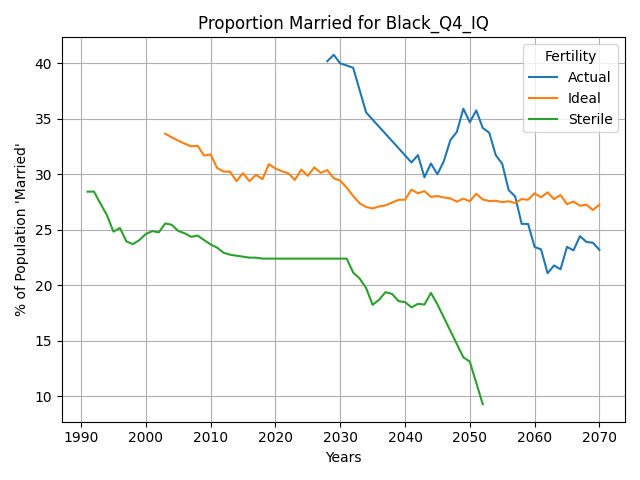 Proportion Married for Black_Q4_IQ
% of Population 'Married'
40
35
30
25
20
15
10
Fertility
Actual
Ideal
Sterile
1990 2000 2010 2020 2030 2040 2050 2060 2070
Years